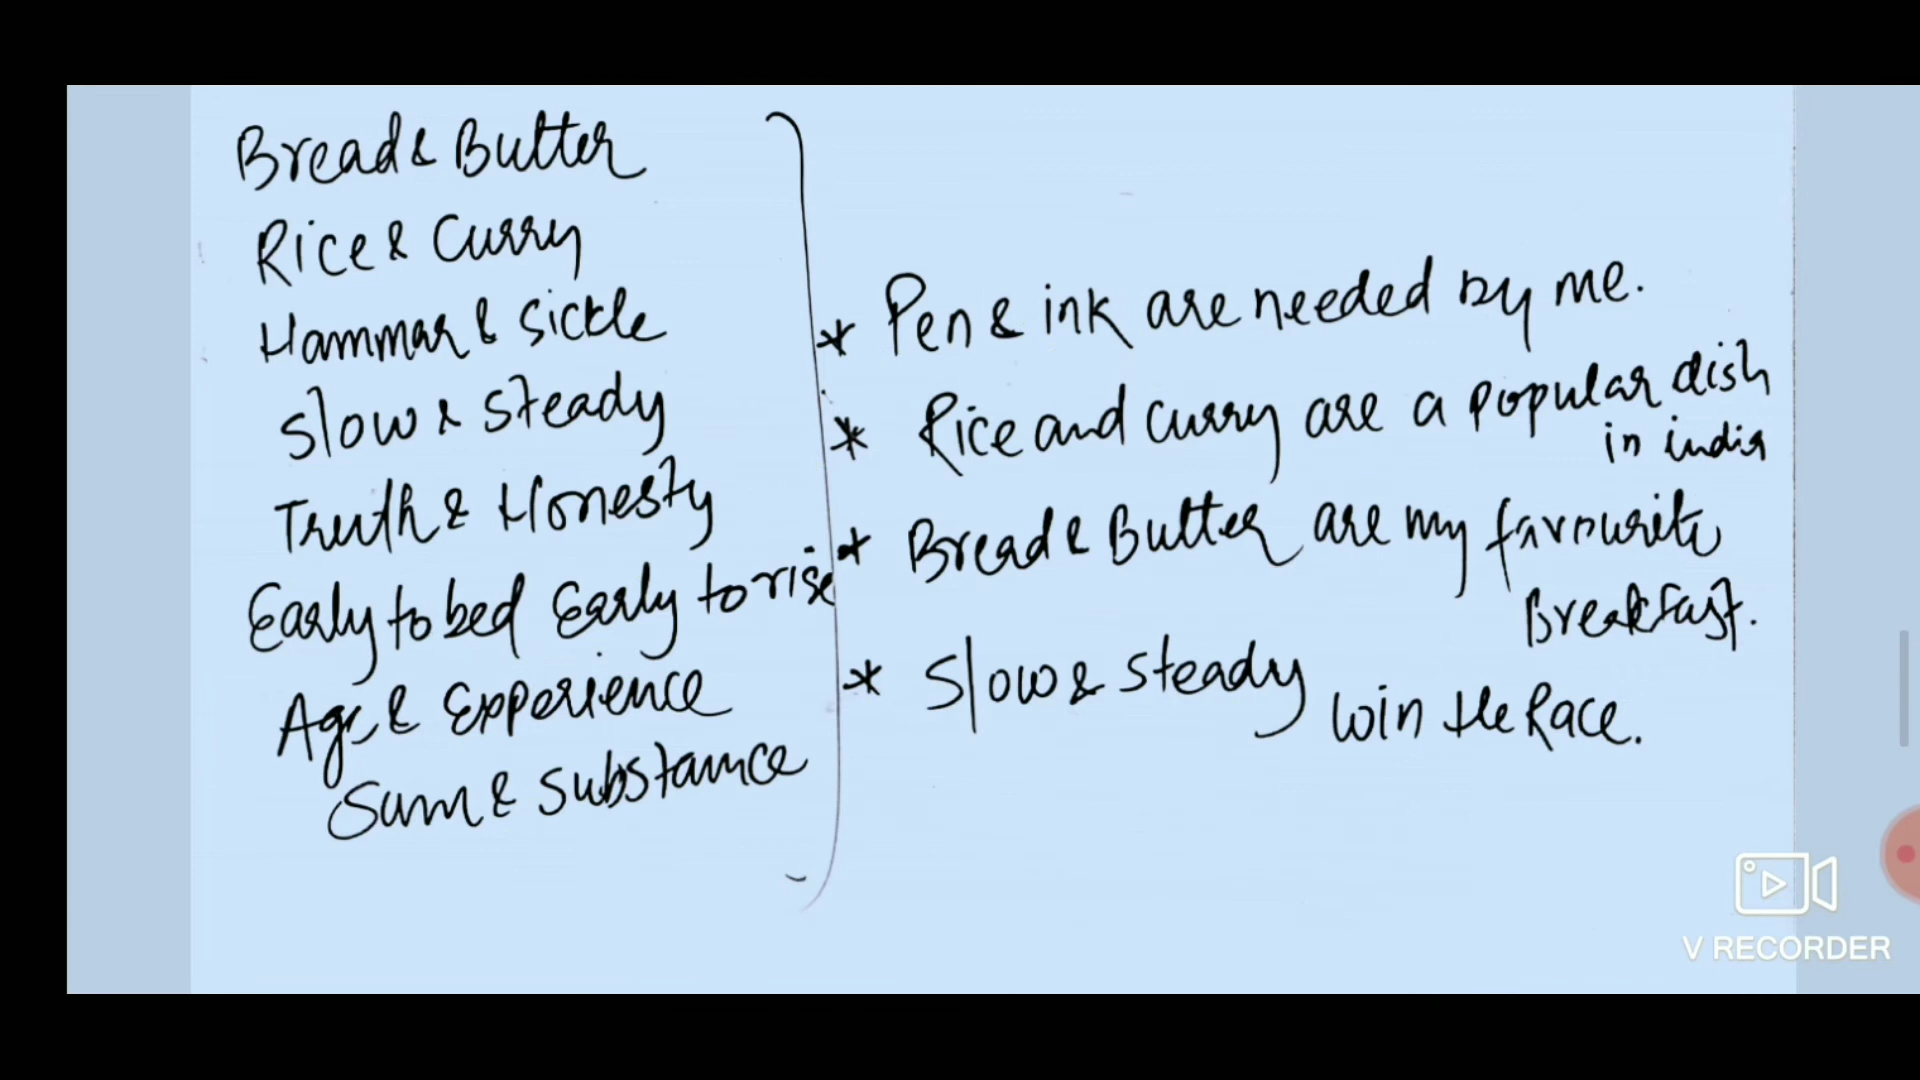 Bread & Butter
Rice & Curry
Hammar & Sickle
Slow & Steady
Truth & Honesty
Early to bed Early to rise
Age & Experience
Sum & Substance
* Pen & ink are needed by me.
* Rice and Curry are a popular dish
in india
* Bread & Butter are my favourite
Breakfast.
* Slow & Steady win the Race.
V RECORDER